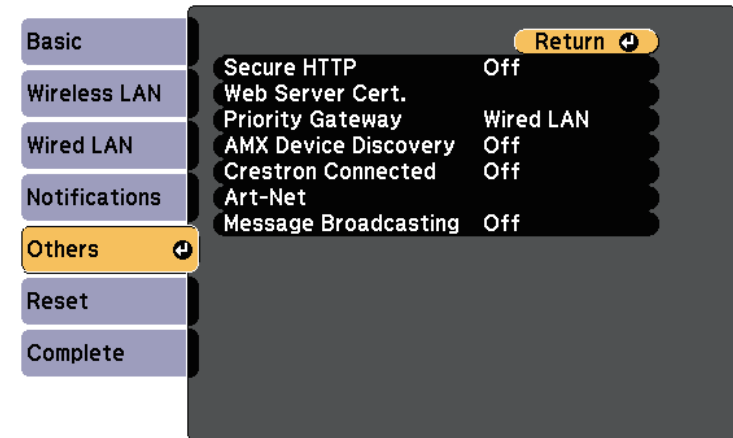 Basic
Wireless LAN
Wired LAN
Notifications
Others
Reset
Complete
Return
Secure HTTP Off
Web Server Cert.
Priority Gateway Wired LAN
AMX Device Discovery Off
Crestron Connected Off
Art-Net
Message Broadcasting Off